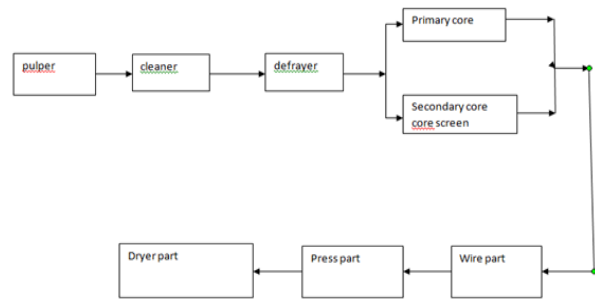 Primary core
pulper
cleaner
defrayer
Secondary core
core screen
Dryer part
Press part
Wire part